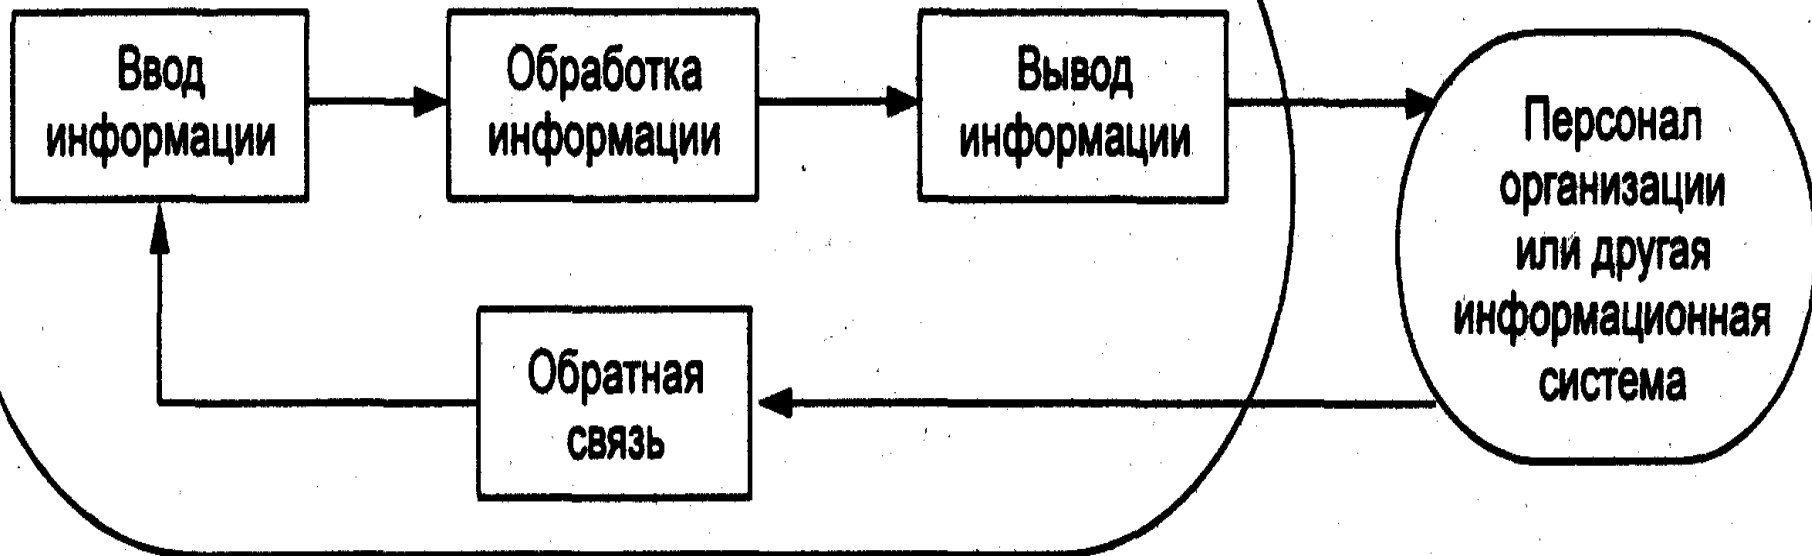 Ввод
информации
Обработка
информации
Вывод
информации
Персонал
организации
или другая
информационная
система
Обратная
связь